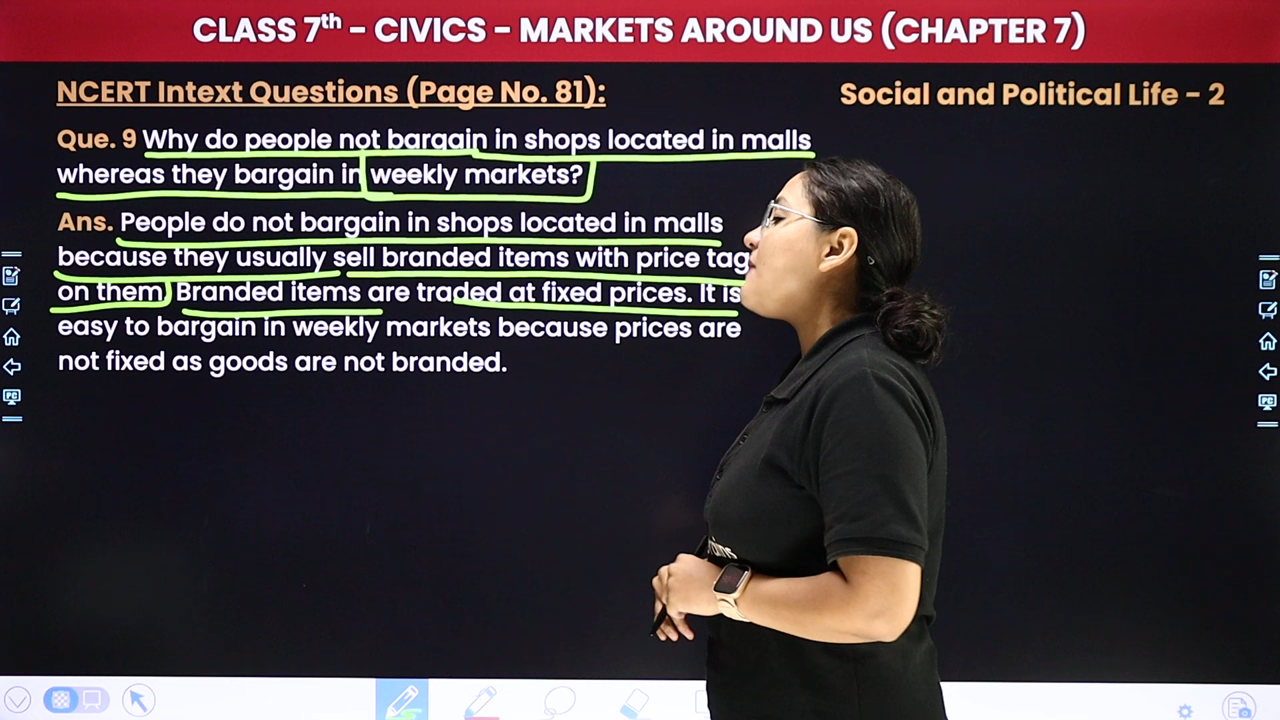 CLASS 7th - CIVICS - MARKETS AROUND US (CHAPTER 7)
NCERT Intext Questions (Page No. 81):
Social and Political Life - 2
Que. 9 Why do people not bargain in shops located in malls
whereas they bargain in weekly markets?
Ans. People do not bargain in shops located in malls
because they usually sell branded items with price tag
on them. Branded items are traded at fixed prices. It is
easy to bargain in weekly markets because prices are
not fixed as goods are not branded.
PC
PC